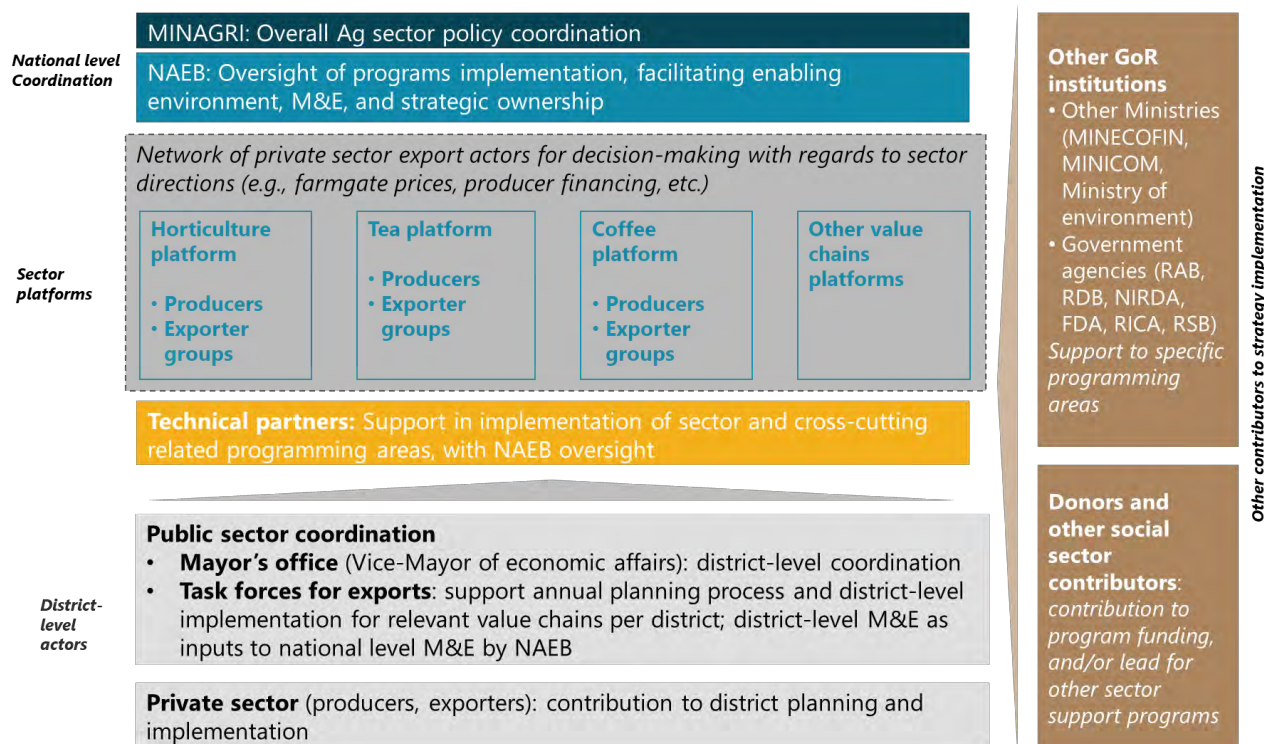 MINAGRI: Overall Ag sector policy coordination
National level
Coordination
NAEB: Oversight of programs implementation, facilitating enabling
environment, M&E, and strategic ownership
Sector
platforms
Network of private sector export actors for decision-making with regards to sector
directions (e.g., farmgate prices, producer financing, etc.)
Horticulture
platform
• Producers
• Exporter
groups
Tea platform
• Producers
• Exporter
groups
Coffee
platform
• Producers
• Exporter
groups
Other value
chains
platforms
Technical partners: Support in implementation of sector and cross-cutting
related programming areas, with NAEB oversight
District-
level
actors
Public sector coordination
• Mayor's office (Vice-Mayor of economic affairs): district-level coordination
• Task forces for exports: support annual planning process and district-level
implementation for relevant value chains per district; district-level M&E as
inputs to national level M&E by NAEB
Private sector (producers, exporters): contribution to district planning and
implementation
Other GoR
institutions
• Other Ministries
(MINECOFIN,
MINICOM,
Ministry of
environment)
• Government
agencies (RAB,
RDB, NIRDA,
FDA, RICA, RSB)
Support to specific
programming
areas
Donors and
other social
sector
contributors:
contribution to
program funding,
and/or lead for
other sector
support programs
Other contributors to strategy implementation